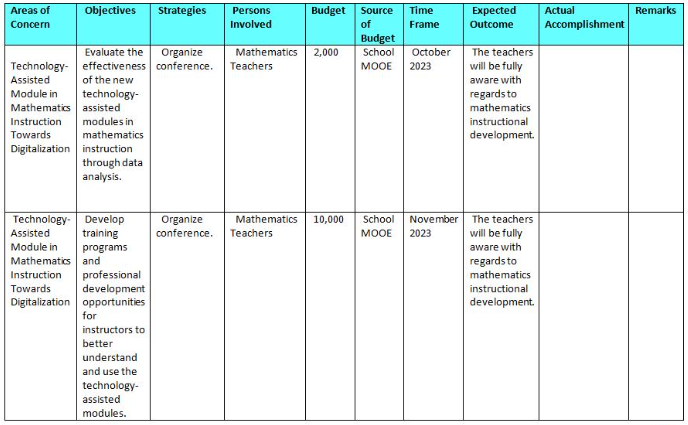 Areas of Concern
Objectives
Strategies
Persons Involved
Budget
Source of Budget
Time Frame
Expected Outcome
Actual Accomplishment
Remarks
Technology-
Assisted
Module in
Mathematics
Instruction
Towards
Digitalization
Evaluate the
effectiveness
of the new
technology-
assisted
modules in
mathematics
instruction
through data
analysis.
Organize
conference.
Mathematics
Teachers
2,000
School
MOOE
October
2023
The teachers
will be fully
aware with
regards to
mathematics
instructional
development.
Technology-
Assisted
Module in
Mathematics
Instruction
Towards
Digitalization
Develop
training
programs
and
professional
development
opportunities
for
instructors to
better
understand
and use the
technology-
assisted
modules.
Organize
conference.
Mathematics
Teachers
10,000
School
MOOE
November
2023
The teachers
will be fully
aware with
regards to
mathematics
instructional
development.